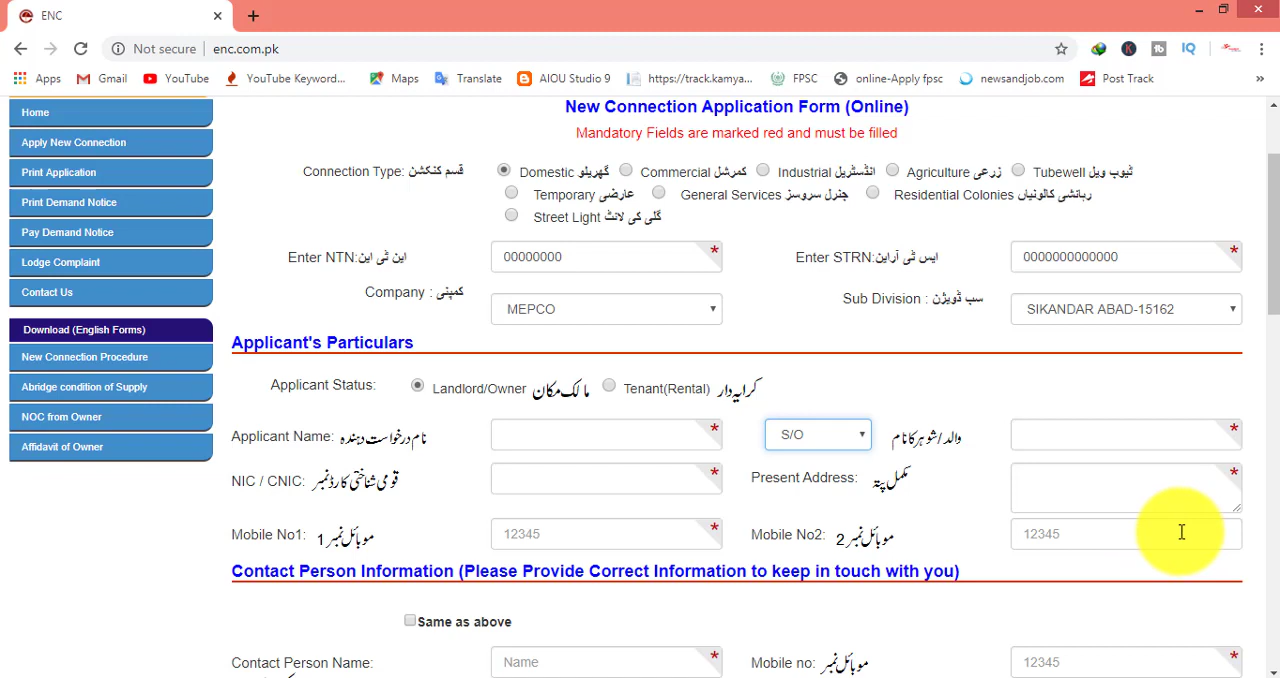 ENC
Not secure
enc.com.pk
IQ
Apps
Gmail
YouTube
YouTube Keyword...
Maps
Translate
AIOU Studio 9
https://track.kamya...
FPSC
online-Apply fpsc
newsandjob.com
Post Track
»
Home
Apply New Connection
Print Application
Print Demand Notice
Pay Demand Notice
Lodge Complaint
Contact Us
Download (English Forms)
New Connection Procedure
Abridge condition of Supply
NOC from Owner
Affidavit of Owner
New Connection Application Form (Online)
Mandatory Fields are marked red and must be filled
Connection Type: قسم کنکشن
Domestic گھریلو Commercial کمرشل Industrial انڈسٹریل Agriculture زرعی Tubewell ٹیوب ویل
Temporary عارضی General Services جنرل سروسز Residential Colonies رہائشی کالونیاں
Street Light گلی کی لائٹ
Enter NTN: این ٹی این 00000000 * Enter STRN: ایس ٹی آراین 0000000000000 *
Company : کمپنی MEPCO Sub Division : سب ڈویژن SIKANDAR ABAD-15162
Applicant's Particulars
Applicant Status: Landlord/Owner مالک مکان Tenant(Rental) کرایہ دار
Applicant Name: نام درخواست دہندہ * S/O والد/شوہر کا نام *
NIC / CNIC: قومی شناختی کارڈ نمبر * Present Address: مکمل پتہ *
Mobile No1: موبائل نمبر 1 12345 * Mobile No2: موبائل نمبر 2 12345
Contact Person Information (Please Provide Correct Information to keep in touch with you)
Same as above
Contact Person Name: Name * Mobile no: موبائل نمبر 12345 *